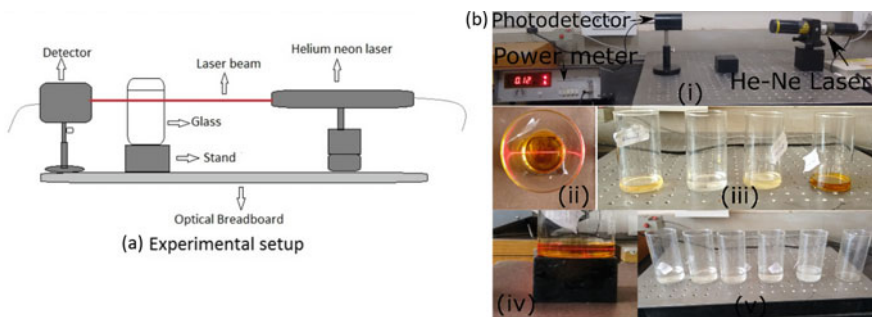 Detector
Helium neon laser
Laser beam
Glass
Stand
Optical Breadboard
(a) Experimental setup
(b)
Photodetector
Power meter
He-Ne Laser
(i)
(ii)
(iii)
(iv)
(v)